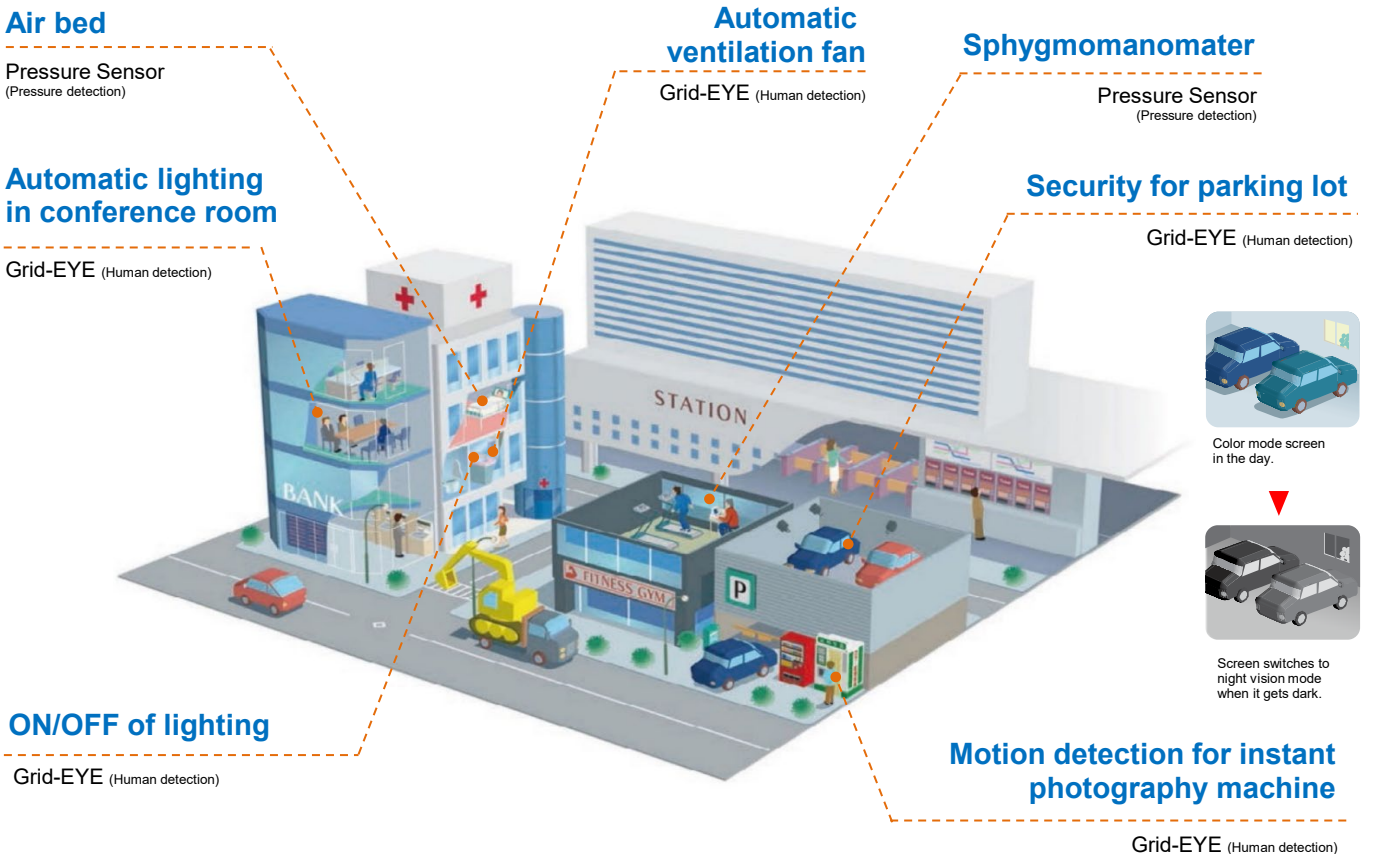 Air bed
Pressure Sensor
(Pressure detection)
Automatic
ventilation fan
Grid-EYE (Human detection)
Sphygmomanomater
Pressure Sensor
(Pressure detection)
Automatic lighting
in conference room
Grid-EYE (Human detection)
Security for parking lot
Grid-EYE (Human detection)
STATION
BANK
FITNESS GYM
P
Color mode screen
in the day.
Screen switches to
night vision mode
when it gets dark.
ON/OFF of lighting
Grid-EYE (Human detection)
Motion detection for instant
photography machine
Grid-EYE (Human detection)